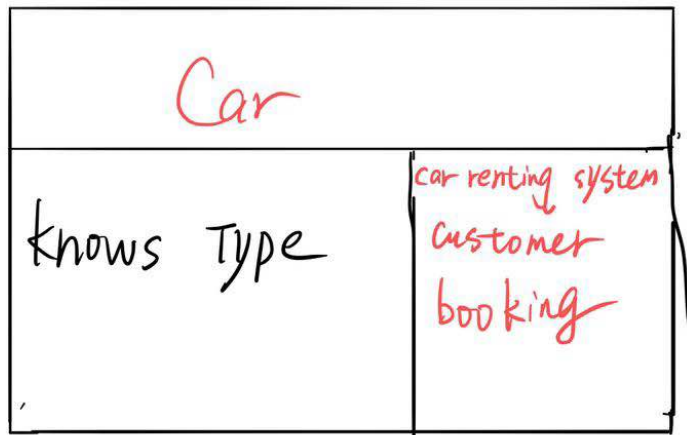 Car
knows Type
car renting system
customer
booking